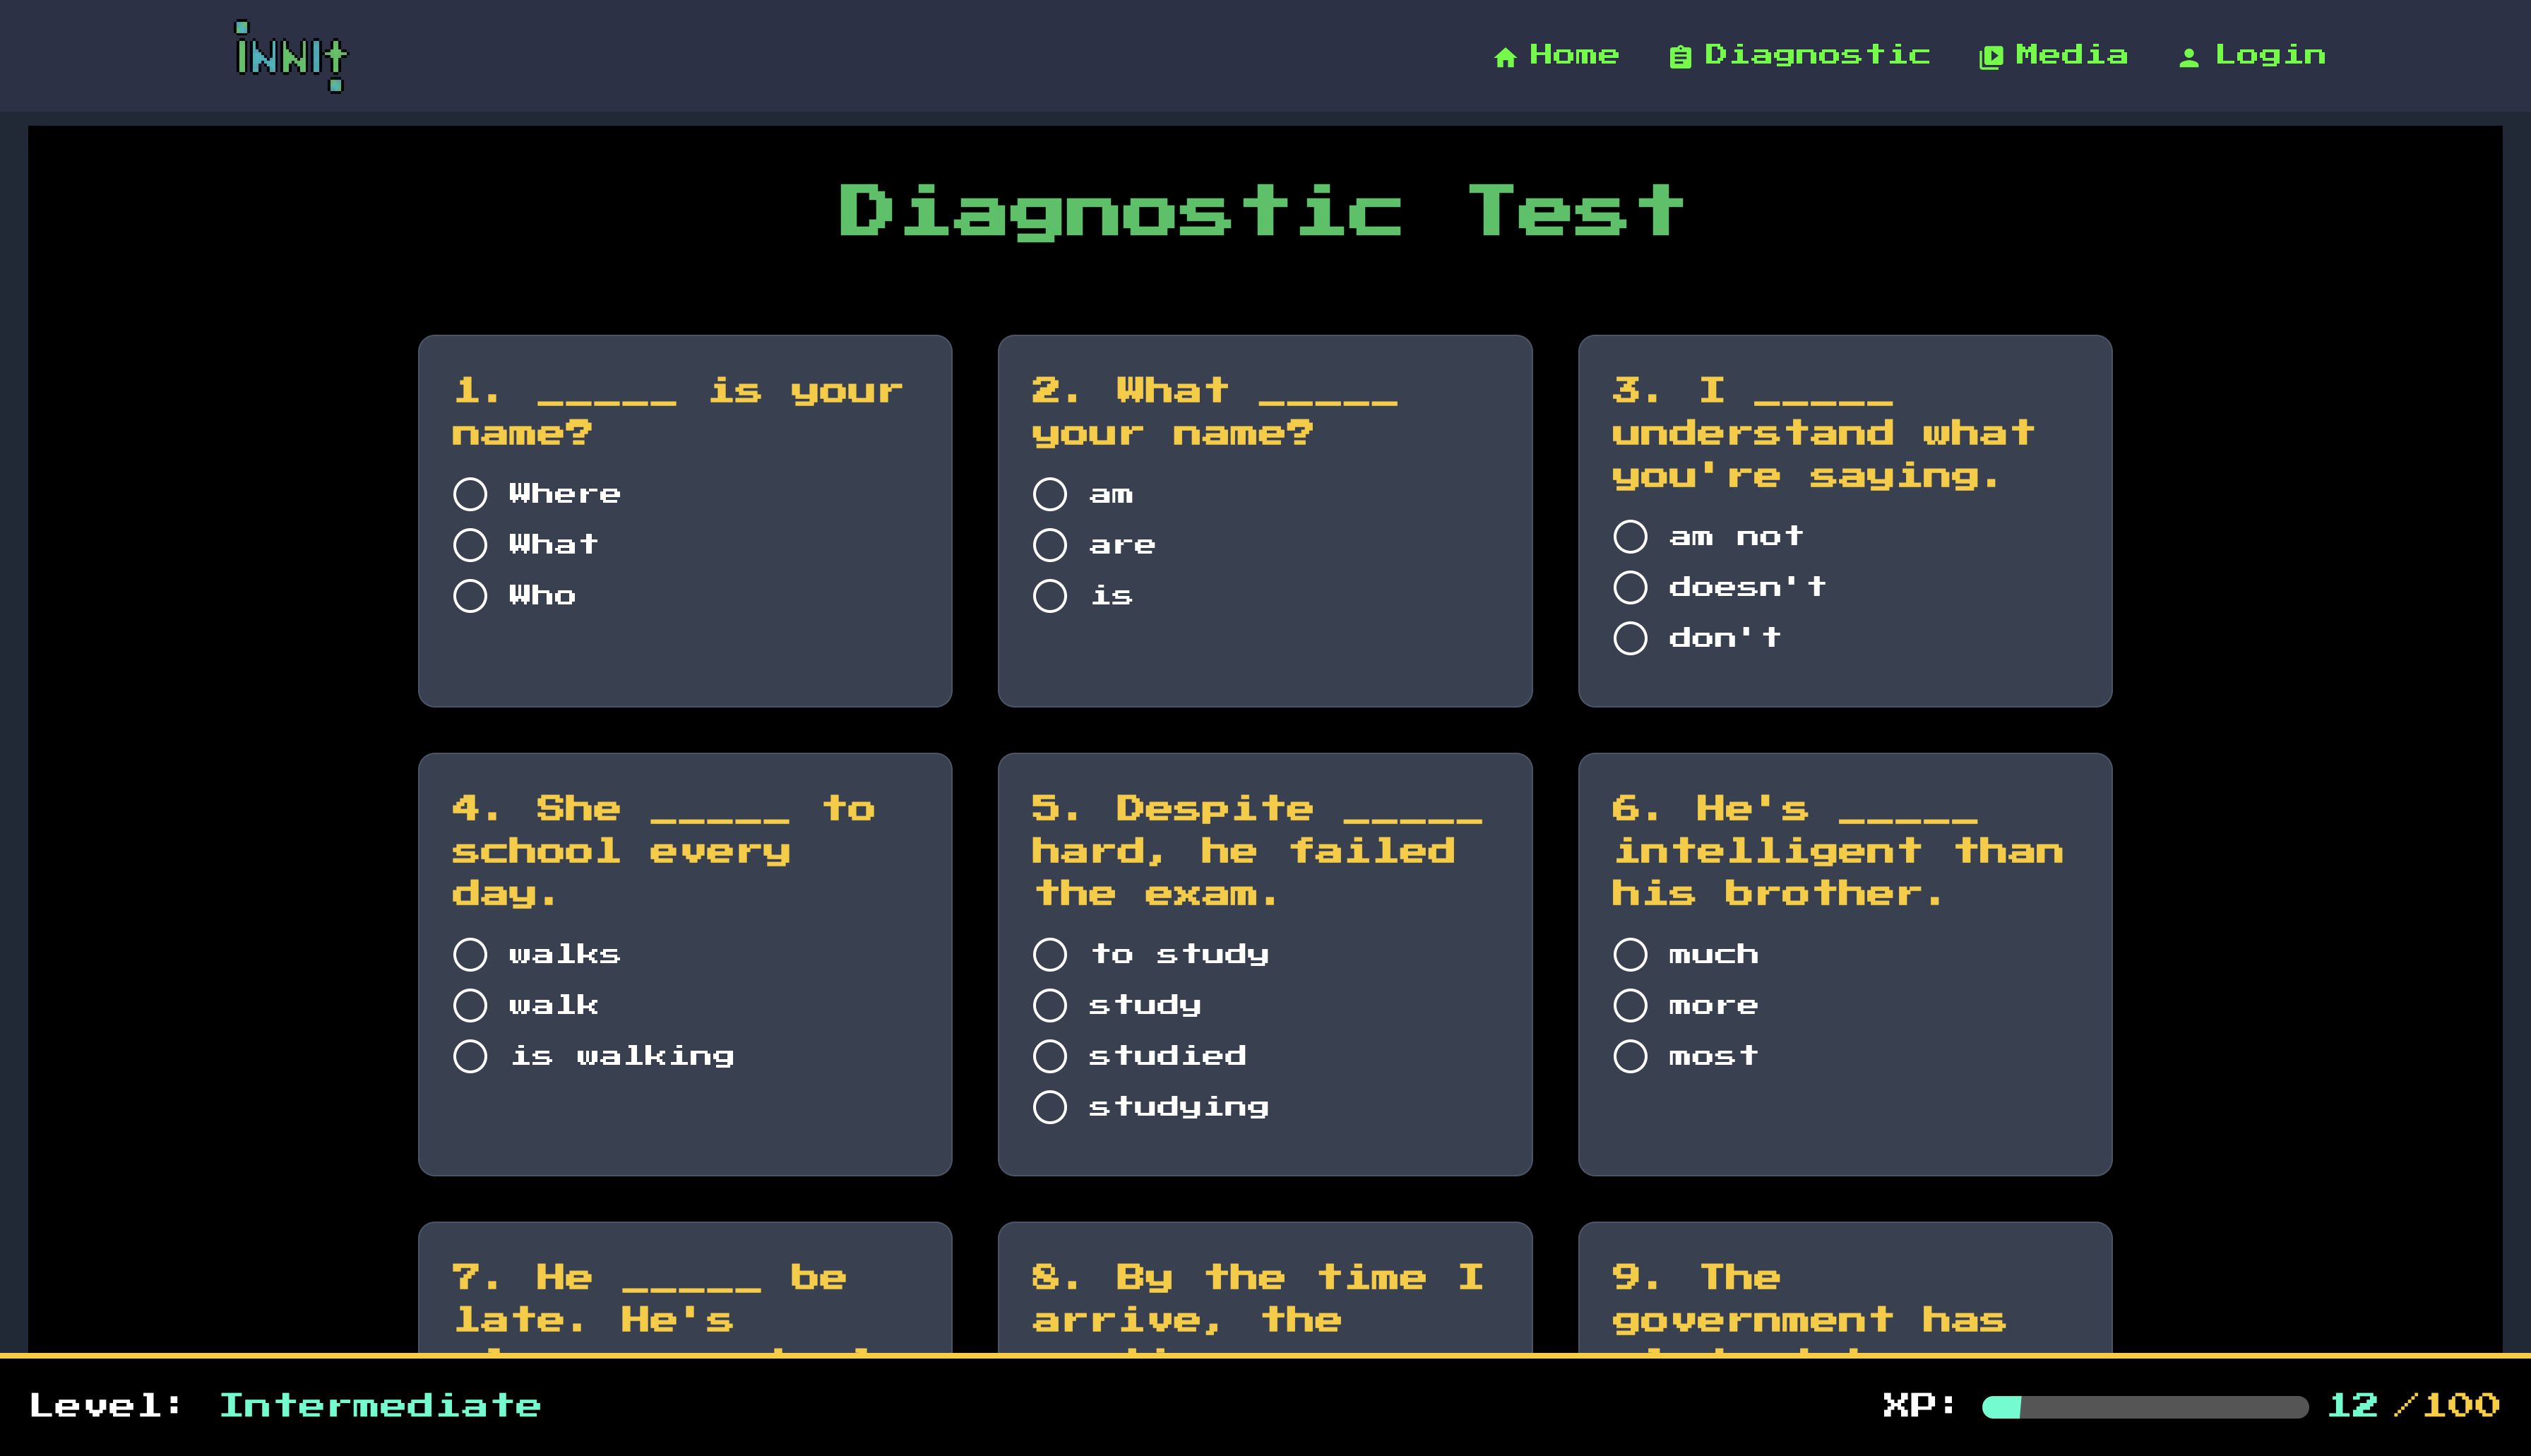 iNNIt
Home Diagnostic Media Login
Diagnostic Test
1. _____ is your
name?
Where
What
Who
2. What _____
your name?
am
are
is
3. I _____
understand what
you're saying.
am not
doesn't
don't
4. She _____ to
school every
day.
walks
walk
is walking
5. Despite _____
hard, he failed
the exam.
to study
study
studied
studying
6. He's _____
intelligent than
his brother.
much
more
most
7. He _____ be
late. He's
8. By the time I
arrive, the
9. The
government has
Level: Intermediate
XP: 12 /100